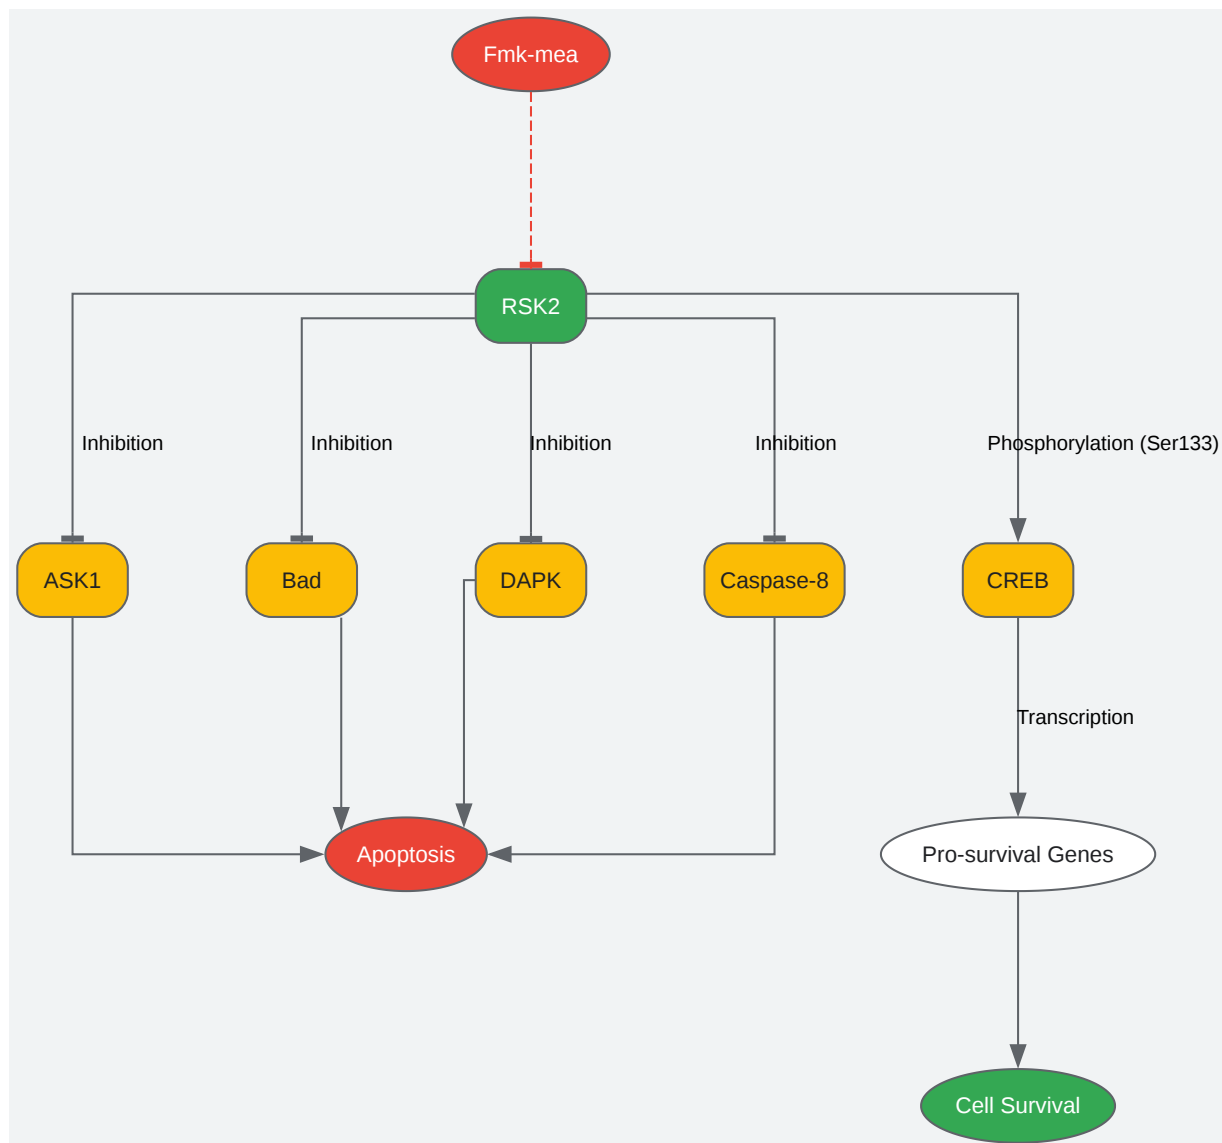 Fmk-mea
RSK2
Inhibition
Inhibition
Inhibition
Inhibition
Phosphorylation (Ser133)
ASK1
Bad
DAPK
Caspase-8
CREB
Transcription
Apoptosis
Pro-survival Genes
Cell Survival